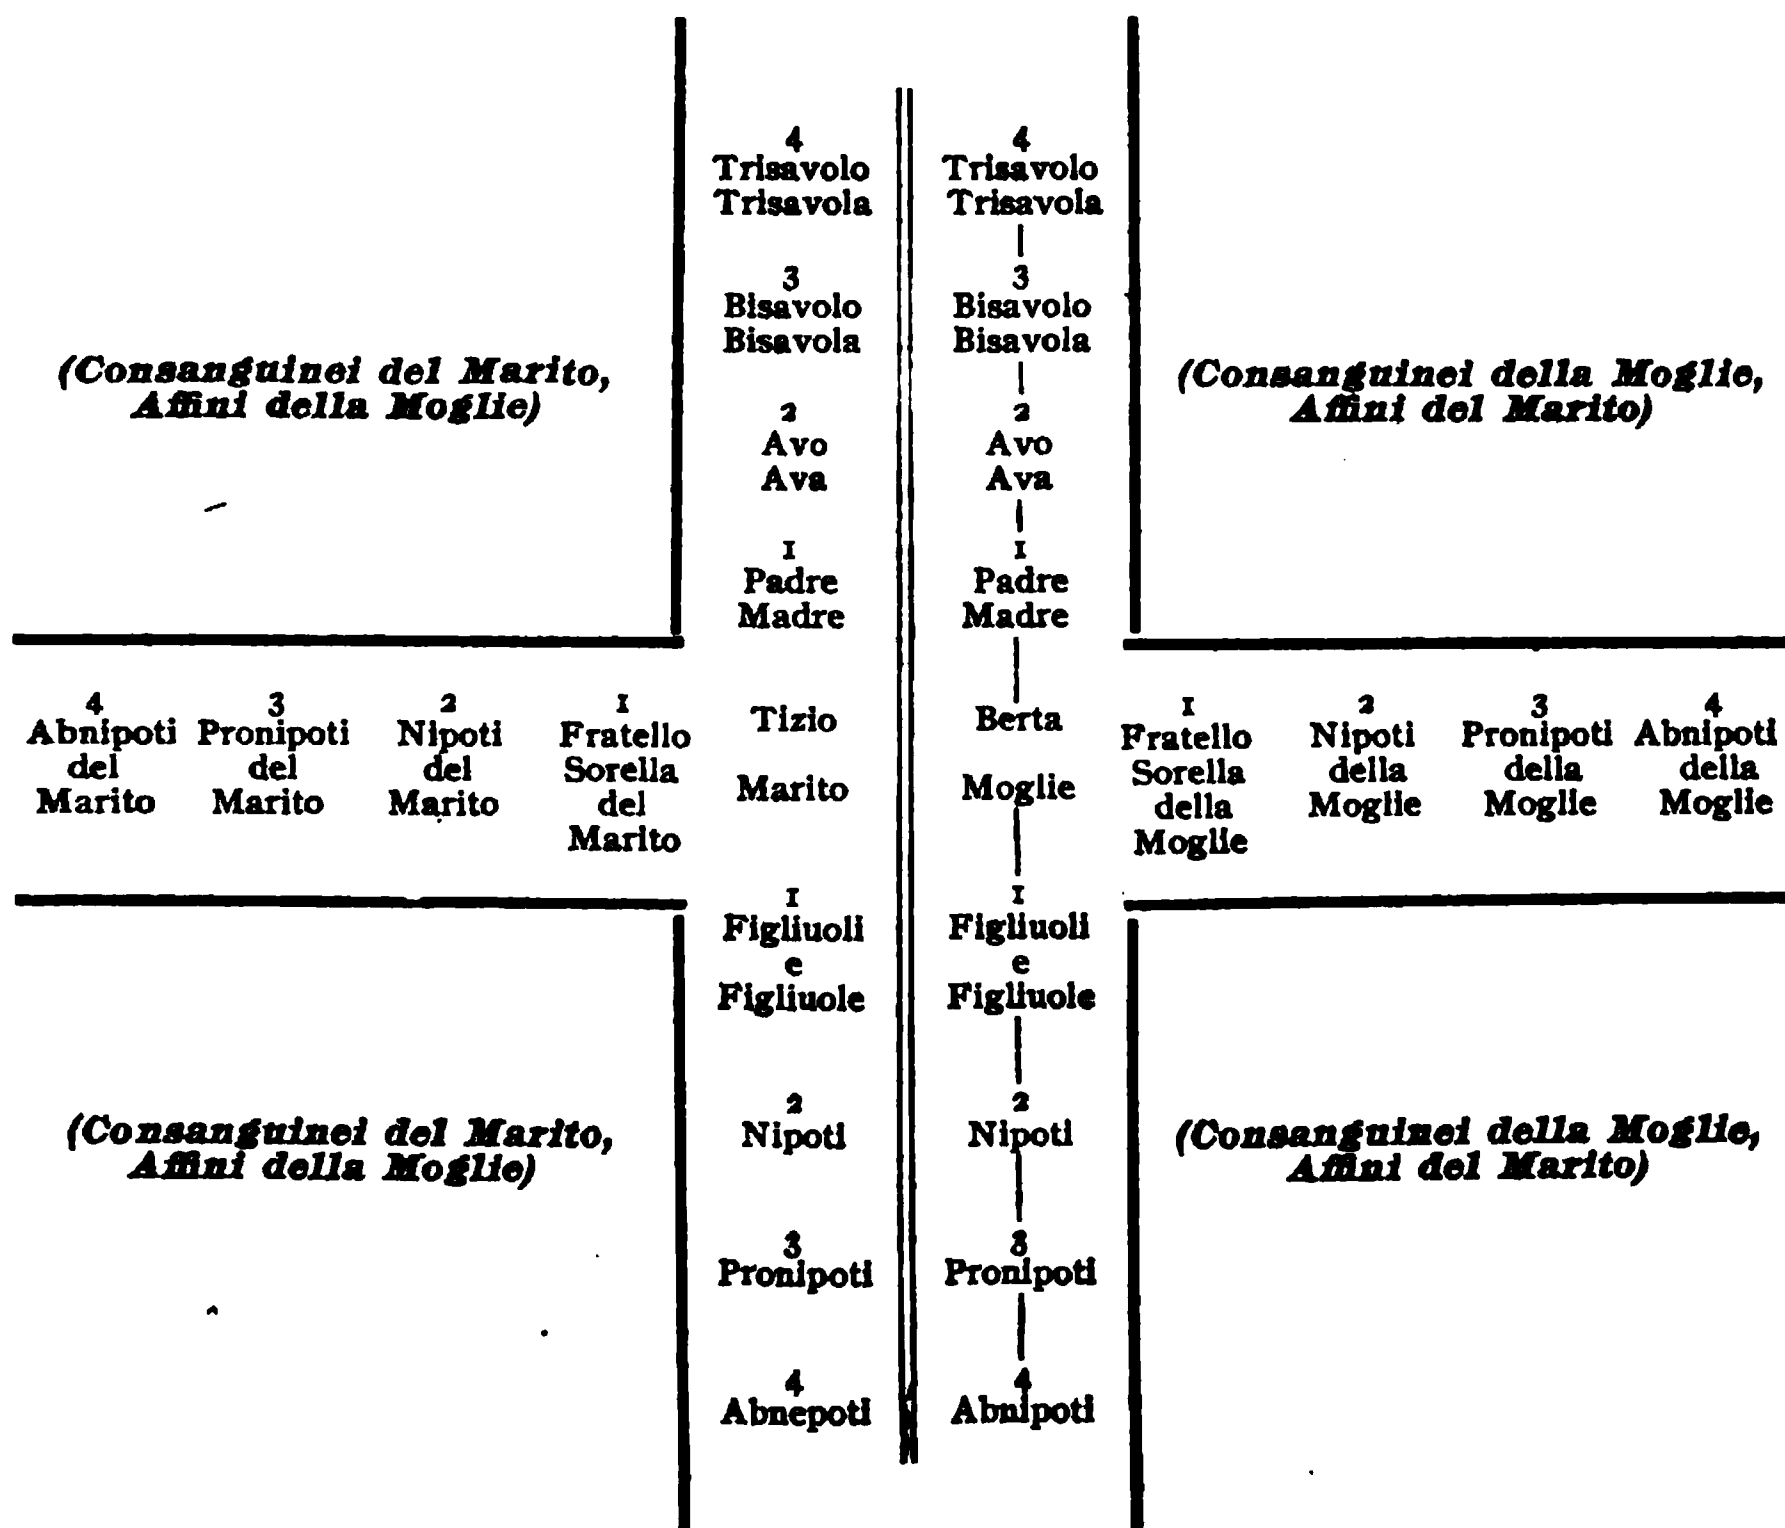 4
Trisavolo
Trisavola
3
Bisavolo
Bisavola
2
Avo
Ava
1
Padre
Madre
4
Trisavolo
Trisavola
3
Bisavolo
Bisavola
2
Avo
Ava
1
Padre
Madre
(Consanguinei del Marito,
Affini della Moglie)
(Consanguinei della Moglie,
Affini del Marito)
4
Abnipoti
del
Marito
3
Pronipoti
del
Marito
2
Nipoti
del
Marito
1
Fratello
Sorella
del
Marito
Tizio
Marito
Berta
Moglie
1
Fratello
Sorella
della
Moglie
2
Nipoti
della
Moglie
3
Pronipoti
della
Moglie
4
Abnipoti
della
Moglie
1
Figliuoli
e
Figliuole
2
Nipoti
3
Pronipoti
4
Abnepoti
1
Figliuoli
e
Figliuole
2
Nipoti
3
Pronipoti
4
Abnipoti
(Consanguinei del Marito,
Affini della Moglie)
(Consanguinei della Moglie,
Affini del Marito)